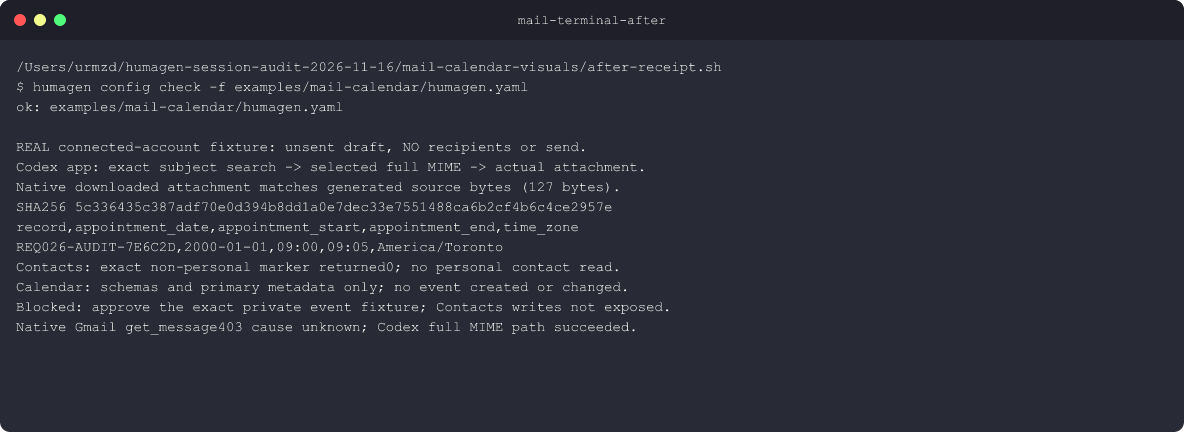 mail-terminal-after
/Users/urmzd/humagen-session-audit-2026-11-16/mail-calendar-visuals/after-receipt.sh
$ humagen config check -f examples/mail-calendar/humagen.yaml
ok: examples/mail-calendar/humagen.yaml
REAL connected-account fixture: unsent draft, NO recipients or send.
Codex app: exact subject search -> selected full MIME -> actual attachment.
Native downloaded attachment matches generated source bytes (127 bytes).
SHA256 5c336435c387adf70e0d394b8dd1a0e7dec33e7551488ca6b2cf4b6c4ce2957e
record,appointment_date,appointment_start,appointment_end,time_zone
REQ026-AUDIT-7E6C2D,2000-01-01,09:00,09:05,America/Toronto
Contacts: exact non-personal marker returned0; no personal contact read.
Calendar: schemas and primary metadata only; no event created or changed.
Blocked: approve the exact private event fixture; Contacts writes not exposed.
Native Gmail get_message403 cause unknown; Codex full MIME path succeeded.